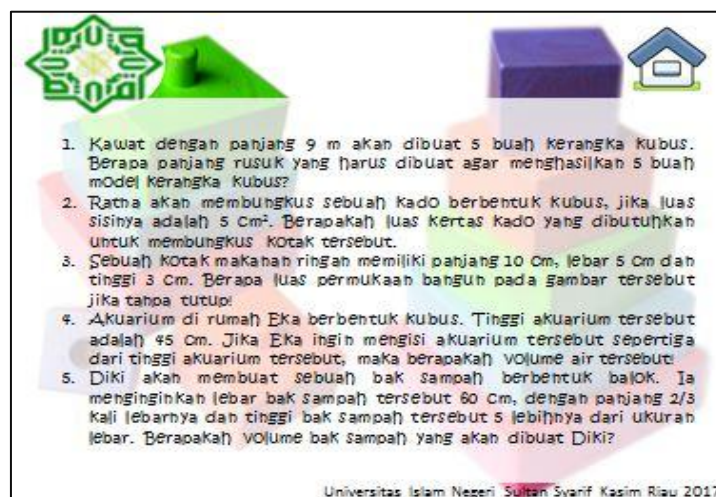 1. Kawat dengan panjang 9 m akan dibuat 5 buah kerangka kubus.
Berapa panjang rusuk yang harus dibuat agar menghasilkan 5 buah
model kerangka kubus?
2. Ratna akan membungkus sebuah kado berbentuk kubus, jika luas
sisinya adalah 5 Cm². Berapakah luas kertas kado yang dibutuhkan
untuk membungkus kotak tersebut.
3. Sebuah kotak makanan ringan memiliki panjang 10 Cm, lebar 5 Cm dan
tinggi 3 Cm. Berapa luas permukaan bangun pada gambar tersebut
jika tanpa tutup!
4. Akuarium di rumah Eka berbentuk kubus. Tinggi akuarium tersebut
adalah 45 Cm. Jika Eka ingin mengisi akuarium tersebut sepertiga
dari tinggi akuarium tersebut, maka berapakah volume air tersebut!
5. Diki akan membuat sebuah bak sampah berbentuk balok. Ia
menginginkan lebar bak sampah tersebut 60 Cm, dengan panjang 2/3
kali lebarnya dan tinggi bak sampah tersebut 5 lebihnya dari ukuran
lebar. Berapakah volume bak sampah yang akan dibuat Diki?
Universitas Islam Negeri Sultan Syarif Kasim Riau 2017